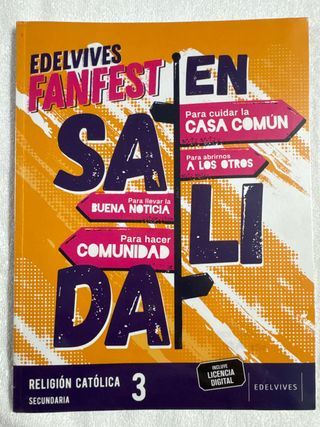 EDELVIVES
FANFEST
EN
SA
LI
DA
Para cuidar la
CASA COMÚN
Para abrirnos
A LOS OTROS
Para llevar la
BUENA NOTICIA
Para hacer
COMUNIDAD
INCLUYE
LICENCIA
DIGITAL
RELIGIÓN CATÓLICA 3
SECUNDARIA
EDELVIVES